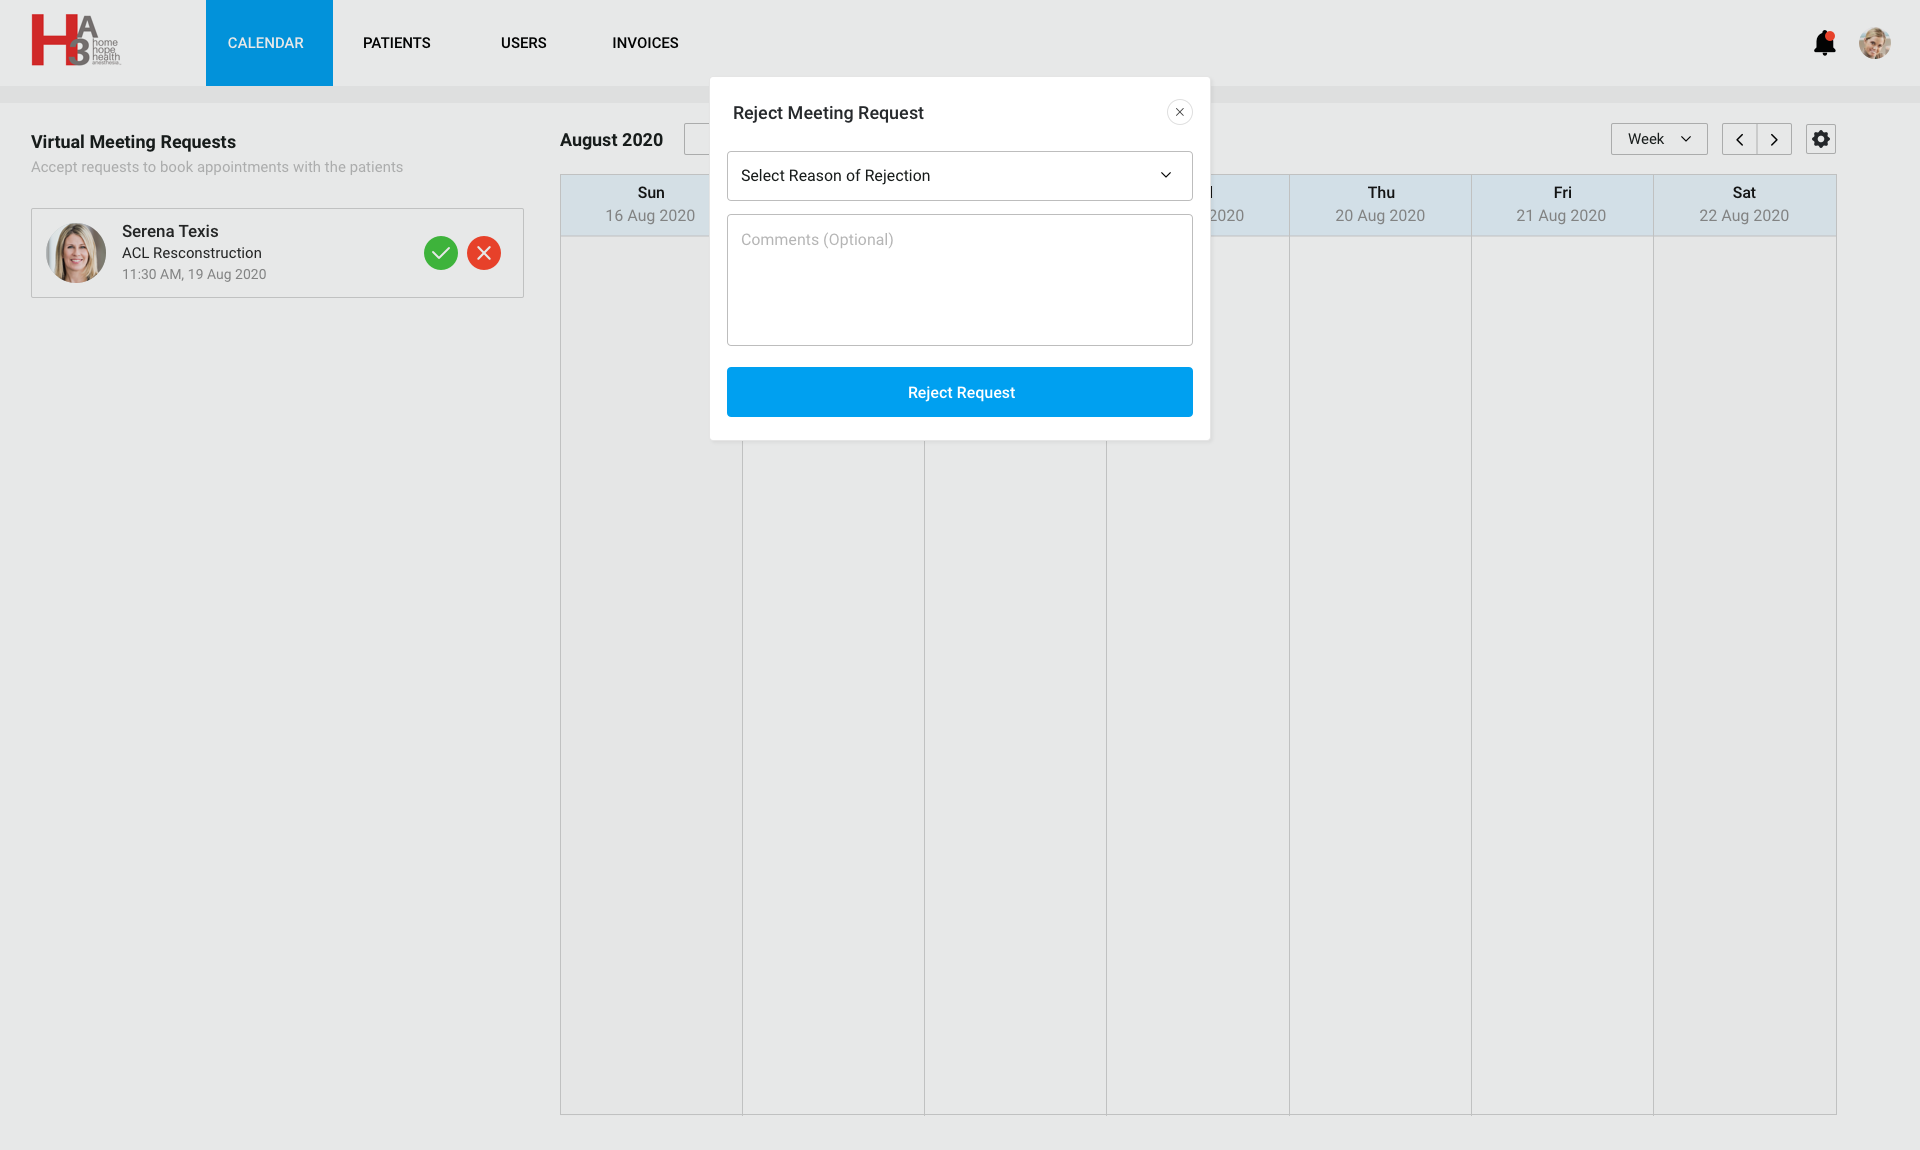 HA3
home
hope
health
CALENDAR
PATIENTS
USERS
INVOICES
Virtual Meeting Requests
Accept requests to book appointments with the patients
Serena Texis
ACL Resconstruction
11:30 AM, 19 Aug 2020
August 2020
Week
Sun
16 Aug 2020
2020
Thu
20 Aug 2020
Fri
21 Aug 2020
Sat
22 Aug 2020
Reject Meeting Request
Select Reason of Rejection
Comments (Optional)
Reject Request